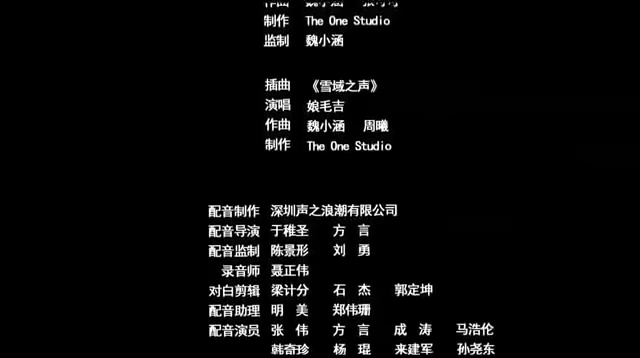 作曲 魏小涵
制作 The One Studio
监制 魏小涵
插曲 《雪域之声》
演唱 娘毛吉
作曲 魏小涵 周曦
制作 The One Studio
配音制作 深圳声之浪潮有限公司
配音导演 于稚圣 方 言
配音监制 陈景形 刘 勇
录音师 聂正伟
对白剪辑 梁计分 石 杰 郭定坤
配音助理 明 美 郑伟珊
配音演员 张 伟 方 言 成 涛 马浩伦
韩奇珍 杨 琨 来建军 孙尧东